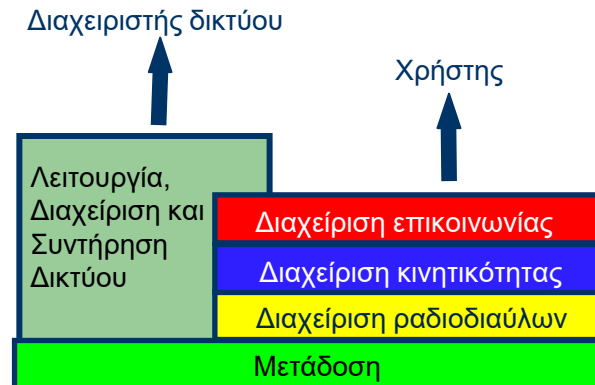 Διαχειριστής δικτύου
Χρήστης
Λειτουργία,
Διαχείριση και
Συντήρηση
Δικτύου
Διαχείριση επικοινωνίας
Διαχείριση κινητικότητας
Διαχείριση ραδιοδιαύλων
Μετάδοση